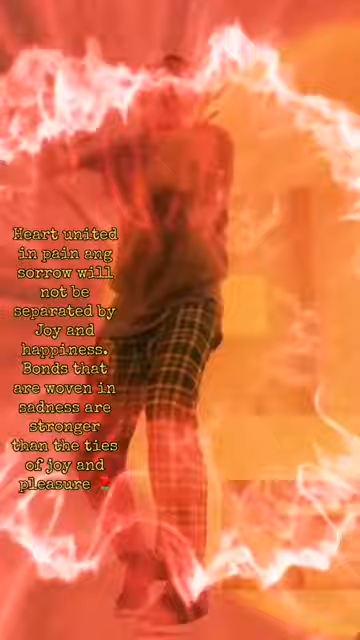 Heart united
in pain ang
sorrow will
not be
separated by
Joy and
happiness.
Bonds that
are woven in
sadness are
stronger
than the ties
of joy and
pleasure 🌹